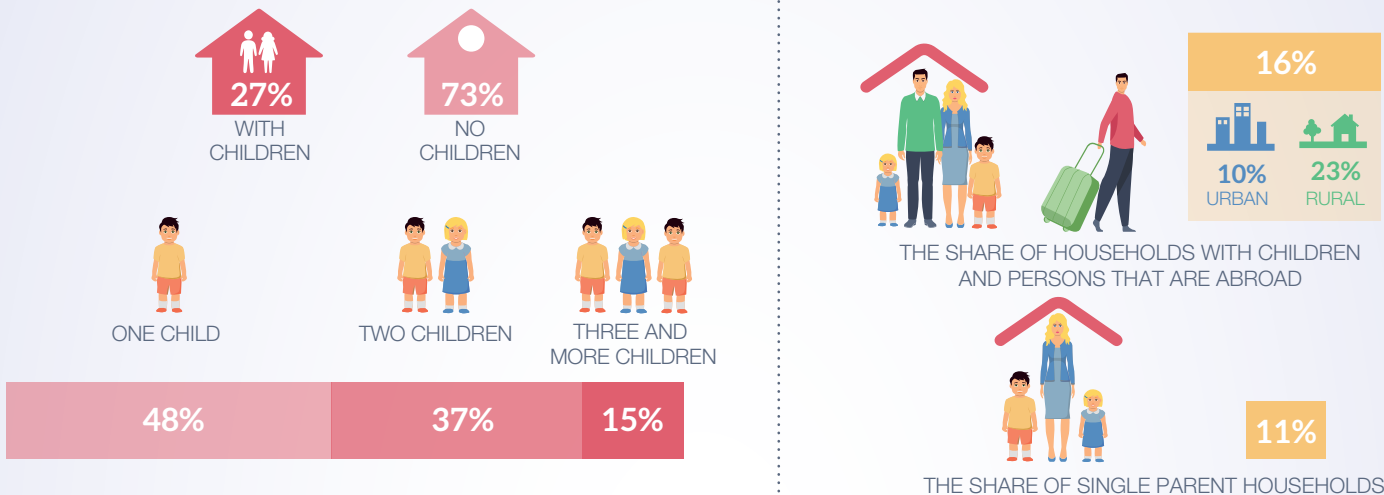 27%
WITH
CHILDREN
73%
NO
CHILDREN
ONE CHILD
TWO CHILDREN
THREE AND
MORE CHILDREN
48%
37%
15%
16%
10%
URBAN
23%
RURAL
THE SHARE OF HOUSEHOLDS WITH CHILDREN
AND PERSONS THAT ARE ABROAD
11%
THE SHARE OF SINGLE PARENT HOUSEHOLDS